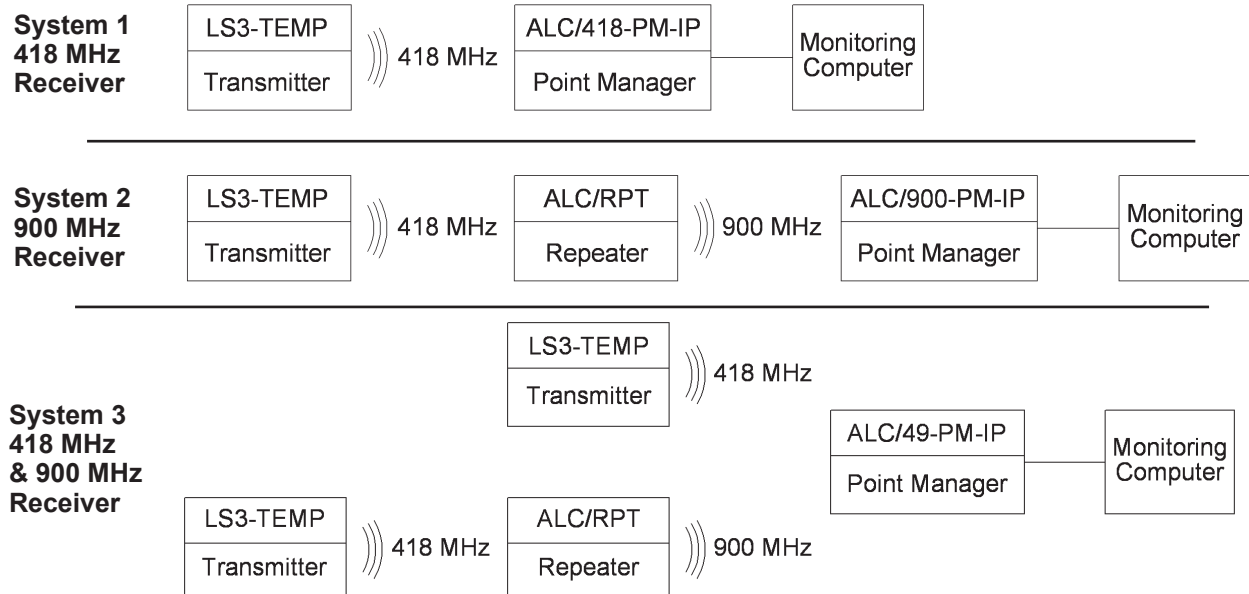 System 1
418 MHz
Receiver
LS3-TEMP
Transmitter
418 MHz
ALC/418-PM-IP
Point Manager
Monitoring
Computer
System 2
900 MHz
Receiver
LS3-TEMP
Transmitter
418 MHz
ALC/RPT
Repeater
900 MHz
ALC/900-PM-IP
Point Manager
Monitoring
Computer
System 3
418 MHz
& 900 MHz
Receiver
LS3-TEMP
Transmitter
418 MHz
LS3-TEMP
Transmitter
418 MHz
ALC/RPT
Repeater
900 MHz
ALC/49-PM-IP
Point Manager
Monitoring
Computer